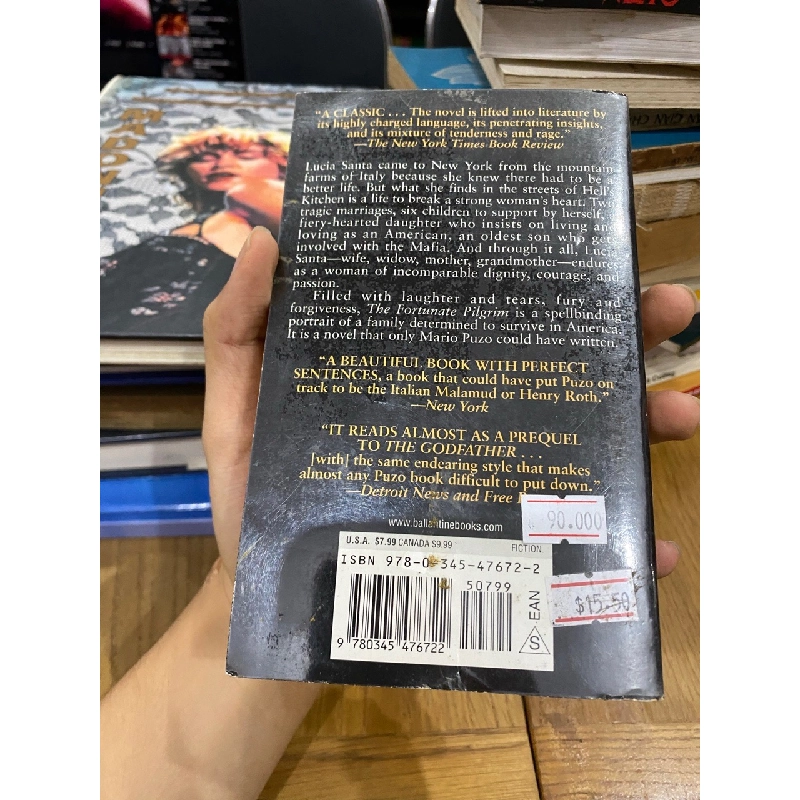 "A CLASSIC . . . The novel is lifted into literature by
its highly charged language, its penetrating insights,
and its mixture of tenderness and rage."
—The New York Times Book Review
Lucia Santa came to New York from the mountain
farms of Italy because she knew there had to be a
better life. But what she finds in the streets of Hell's
Kitchen is a life to break a strong woman's heart. Two
tragic marriages, six children to support by herself,
fiery-hearted daughter who insists on living and
loving as an American, an oldest son who gets
involved with the Mafia. And through it all, Lucia
Santa—wife, widow, mother, grandmother—endures
as a woman of incomparable dignity, courage, and
passion.
Filled with laughter and tears, fury and
forgiveness, The Fortunate Pilgrim is a spellbinding
portrait of a family determined to survive in America.
It is a novel that only Mario Puzo could have written.
"A BEAUTIFUL BOOK WITH PERFECT
SENTENCES, a book that could have put Puzo on
track to be the Italian Malamud or Henry Roth."
—New York
"IT READS ALMOST AS A PREQUEL
TO THE GODFATHER . . .
[with] the same endearing style that makes
almost any Puzo book difficult to put down."
—Detroit News and Free
90.000
www.ballantinebooks.com
U.S.A. $7.99 CANADA $9.99
FICTION
ISBN 978-0-345-47672-2
50799
EAN
S
$15.50
9 780345 476722